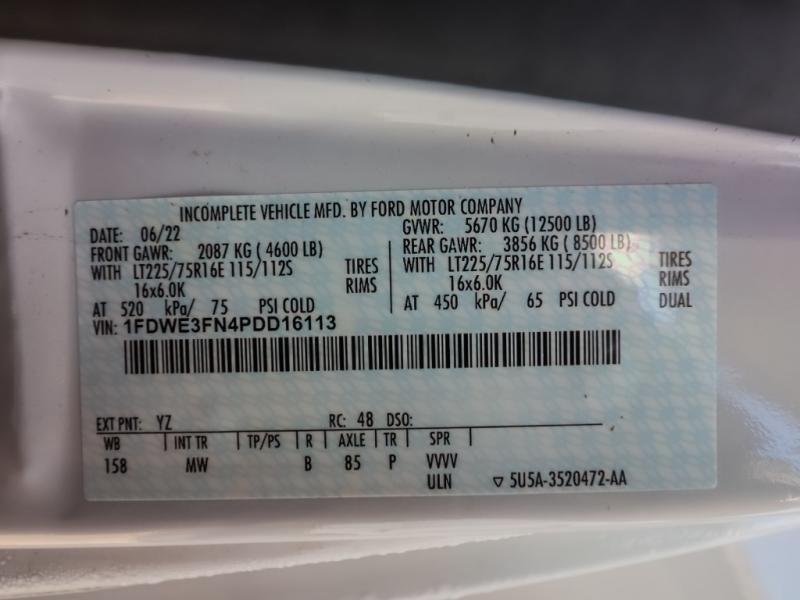 INCOMPLETE VEHICLE MFD. BY FORD MOTOR COMPANY
DATE: 06/22 GVWR: 5670 KG (12500 LB)
FRONT GAWR: 2087 KG ( 4600 LB) REAR GAWR: 3856 KG ( 8500 LB)
WITH LT225/75R16E 115/112S TIRES WITH LT225/75R16E 115/112S TIRES
16x6.0K RIMS 16x6.0K RIMS
AT 520 kPa/ 75 PSI COLD AT 450 kPa/ 65 PSI COLD DUAL
VIN: 1FDWE3FN4PDD16113
EXT PNT: YZ RC: 48 DSO:
WB INT TR TP/PS R AXLE TR SPR
158 MW B 85 P VVVV
ULN ▽ 5U5A-3520472-AA